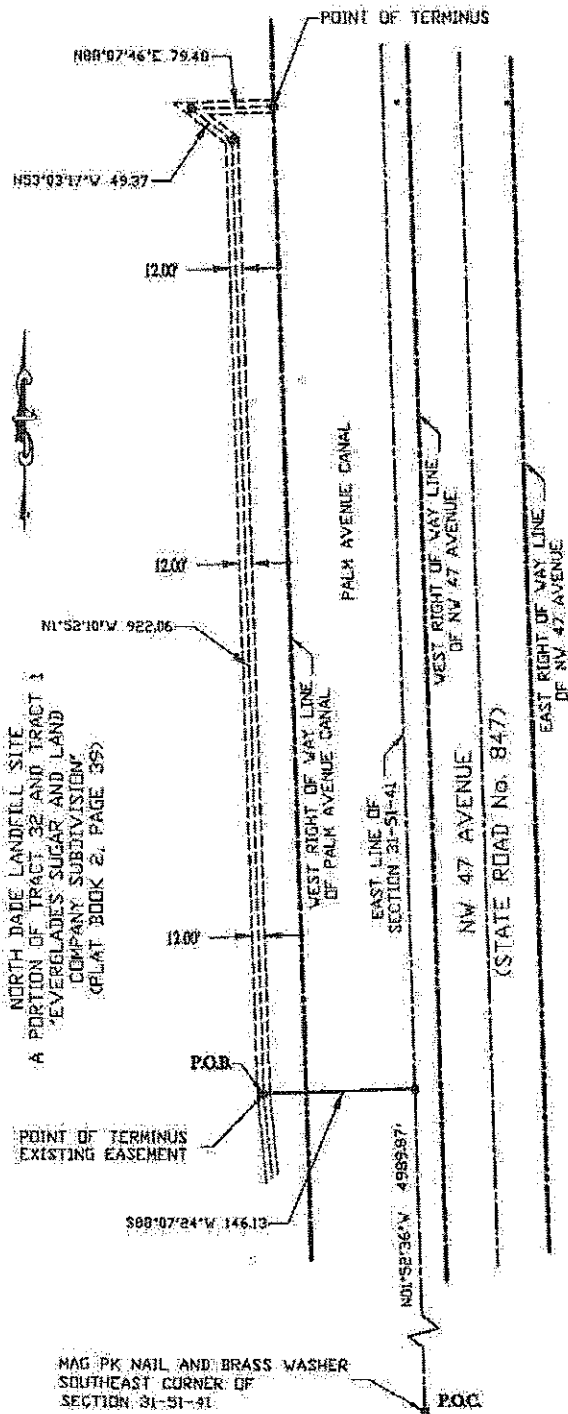 POINT OF TERMINUS
N88°07'46"E 79.40
N53°03'17"W 49.37
12.00'
12.00'
N1°52'10"W 922.06
PALM AVENUE CANAL
WEST RIGHT OF WAY LINE
OF NW 47 AVENUE
EAST RIGHT OF WAY LINE
OF NW 47 AVENUE
NORTH DADE LANDFILL SITE
A PORTION OF TRACT 32 AND TRACT 1
"EVERGLADES SUGAR AND LAND
COMPANY SUBDIVISION"
(PLAT BOOK 2, PAGE 39)
WEST RIGHT OF WAY LINE
OF PALM AVENUE CANAL
EAST LINE OF
SECTION 31-51-41
NW 47 AVENUE
(STATE ROAD No. 847)
12.00'
P.O.B.
POINT OF TERMINUS
EXISTING EASEMENT
S88°07'24"W 146.13
N01°52'36"W 4989.87'
MAG PK NAIL AND BRASS WASHER
SOUTHEAST CORNER OF
SECTION 31-51-41
P.O.C.